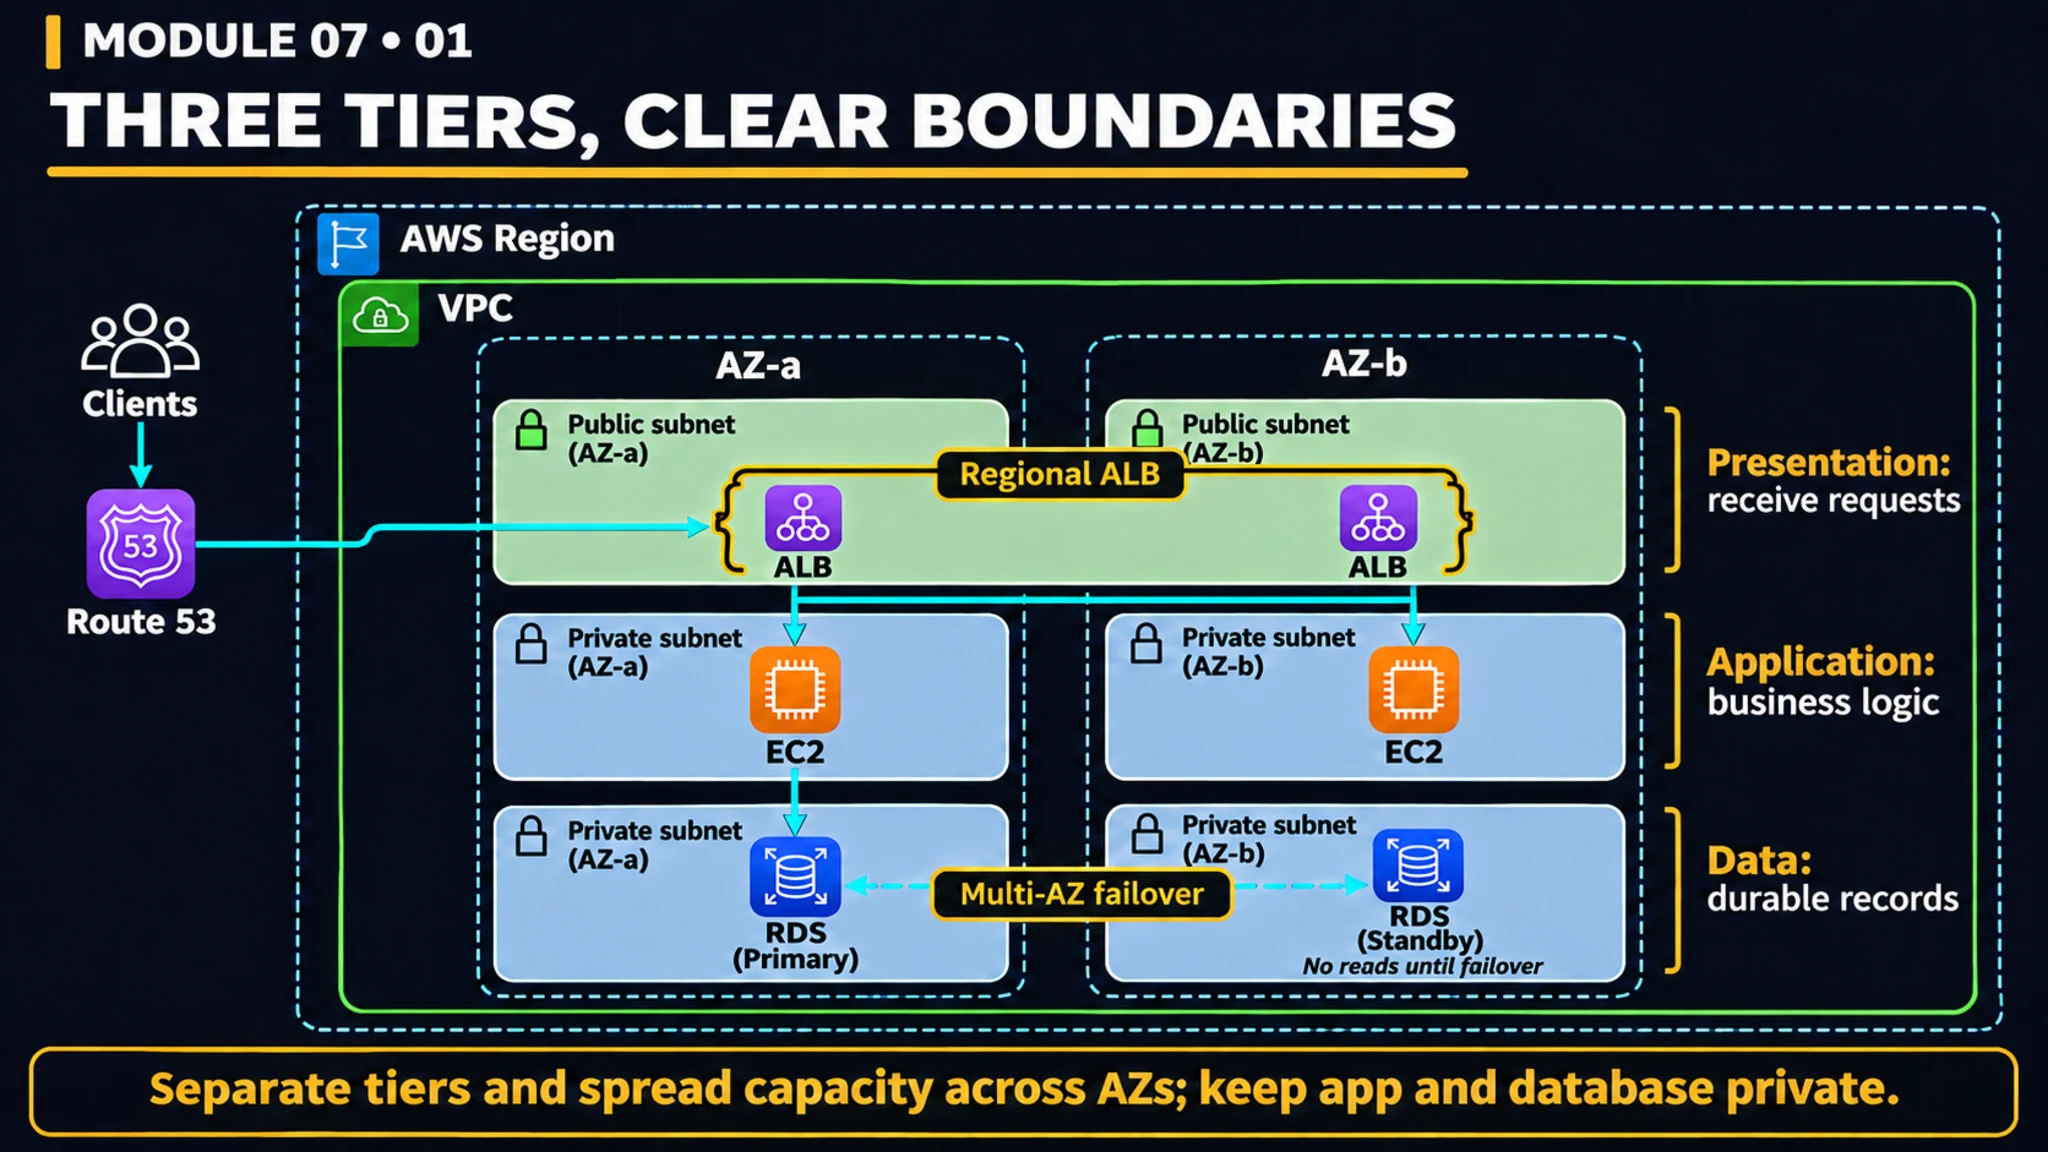 MODULE 07 • 01
THREE TIERS, CLEAR BOUNDARIES
AWS Region
VPC
Clients
53
Route 53
AZ-a
AZ-b
Public subnet
(AZ-a)
Public subnet
(AZ-b)
Regional ALB
ALB
ALB
Presentation:
receive requests
Private subnet
(AZ-a)
EC2
Private subnet
(AZ-b)
EC2
Application:
business logic
Private subnet
(AZ-a)
RDS
(Primary)
Multi-AZ failover
Private subnet
(AZ-b)
RDS
(Standby)
No reads until failover
Data:
durable records
Separate tiers and spread capacity across AZs; keep app and database private.